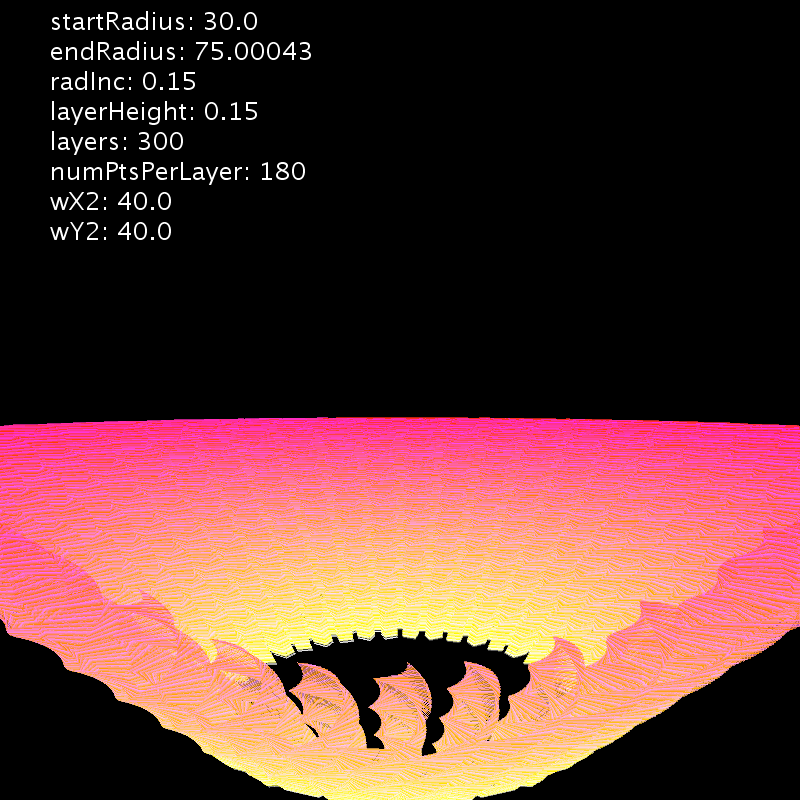 startRadius: 30.0
endRadius: 75.00043
radInc: 0.15
layerHeight: 0.15
layers: 300
numPtsPerLayer: 180
wX2: 40.0
wY2: 40.0